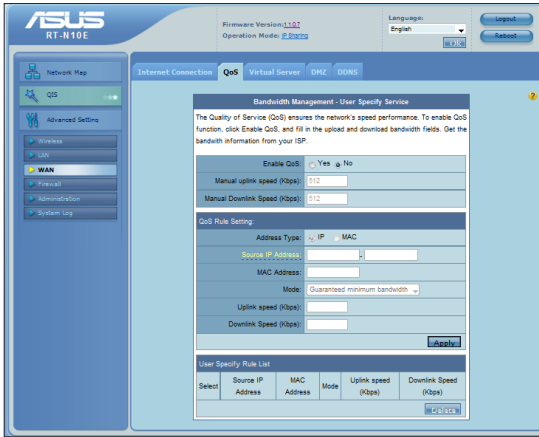 ASUS
RT-N10E
Firmware Version:1.1.07
Operation Mode: IP Sharing
Language:
English
OK
Logout
Reboot
Network Map
QIS
Advanced Setting
Wireless
LAN
WAN
Firewall
Administration
System Log
Internet Connection QoS Virtual Server DMZ DDNS
Bandwidth Management - User Specify Service
The Quality of Service (QoS) ensures the network's speed performance. To enable QoS
function, click Enable QoS, and fill in the upload and download bandwidth fields. Get the
bandwith information from your ISP.
Enable QoS: Yes No
Manual uplink speed (Kbps): 512
Manual Downlink Speed (Kbps): 512
QoS Rule Setting:
Address Type: IP MAC
Source IP Address: -
MAC Address:
Mode: Guaranteed minimum bandwidth
Uplink speed (Kbps):
Downlink Speed (Kbps):
Apply
User Specify Rule List
Select Source IP Address MAC Address Mode Uplink speed (Kbps) Downlink Speed (Kbps)
Delete